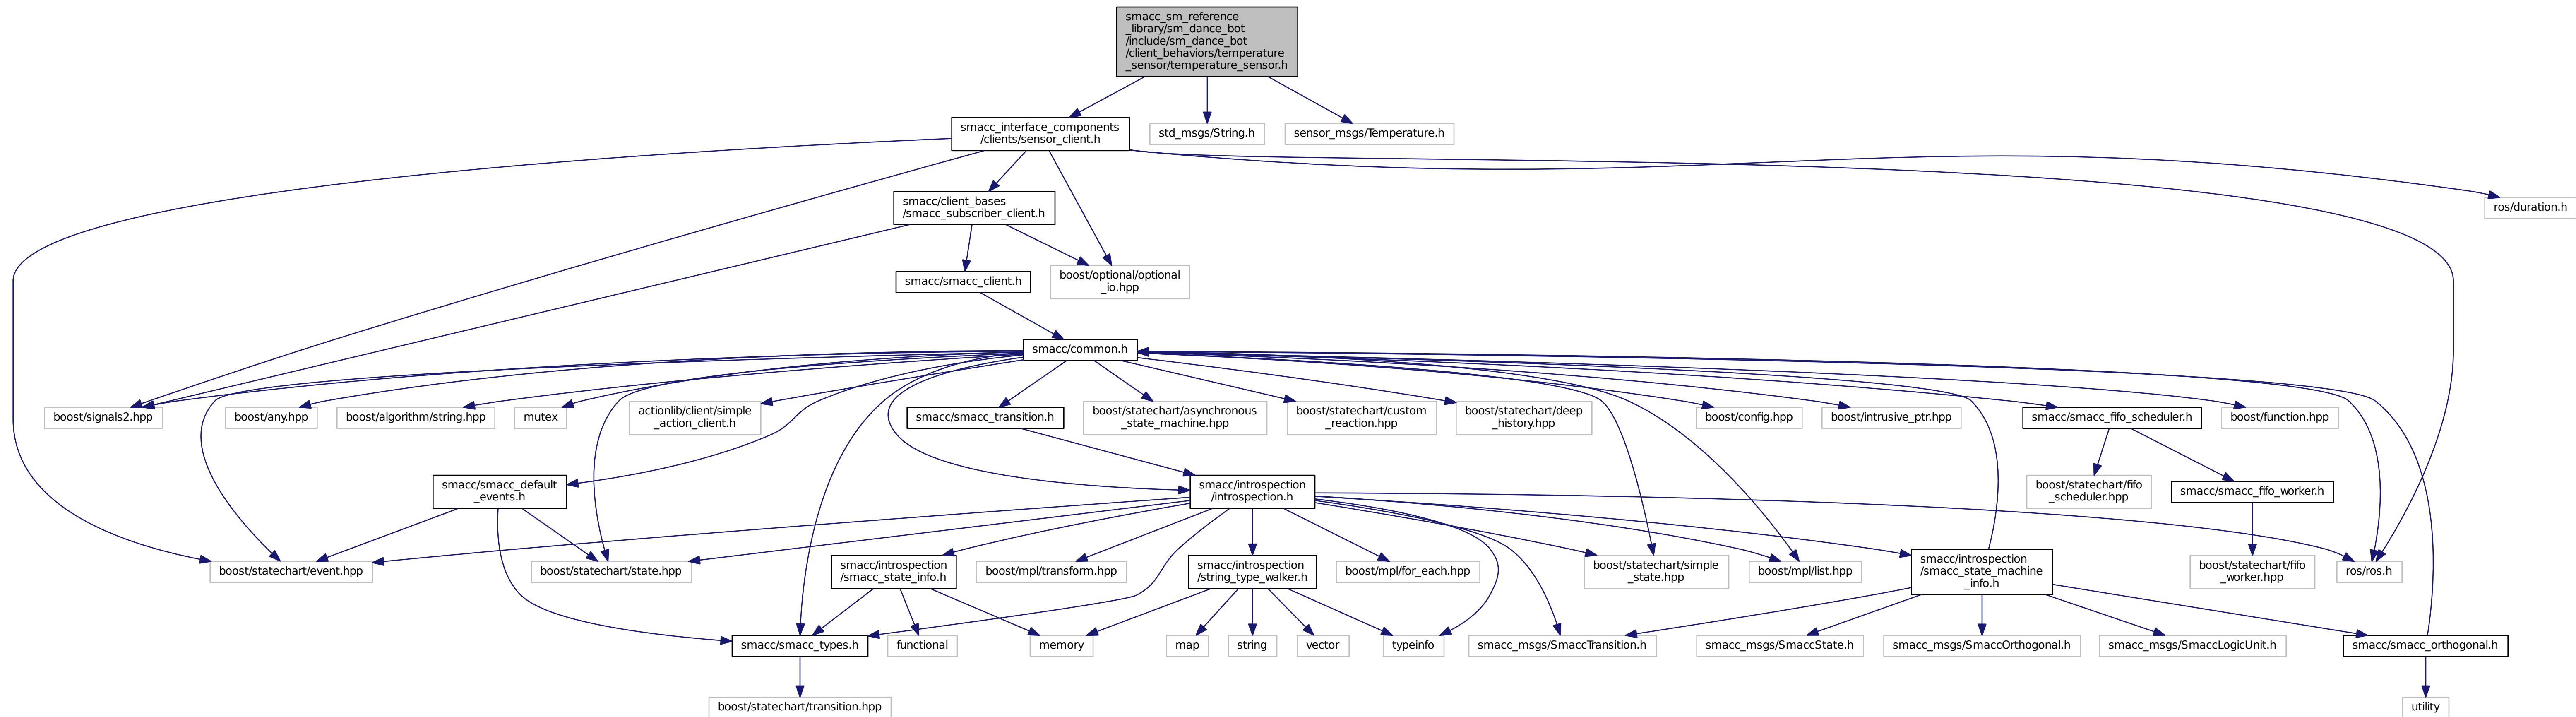 smacc_sm_reference
_library/sm_dance_bot
/include/sm_dance_bot
/client_behaviors/temperature
_sensor/temperature_sensor.h
smacc_interface_components
/clients/sensor_client.h
std_msgs/String.h
sensor_msgs/Temperature.h
smacc/client_bases
/smacc_subscriber_client.h
ros/duration.h
smacc/smacc_client.h
boost/optional/optional
_io.hpp
smacc/common.h
boost/signals2.hpp
boost/any.hpp
boost/algorithm/string.hpp
mutex
actionlib/client/simple
_action_client.h
smacc/smacc_transition.h
boost/statechart/asynchronous
_state_machine.hpp
boost/statechart/custom
_reaction.hpp
boost/statechart/deep
_history.hpp
boost/config.hpp
boost/intrusive_ptr.hpp
smacc/smacc_fifo_scheduler.h
boost/function.hpp
smacc/smacc_default
_events.h
smacc/introspection
/introspection.h
boost/statechart/fifo
_scheduler.hpp
smacc/smacc_fifo_worker.h
boost/statechart/event.hpp
boost/statechart/state.hpp
smacc/introspection
/smacc_state_info.h
boost/mpl/transform.hpp
smacc/introspection
/string_type_walker.h
boost/mpl/for_each.hpp
boost/statechart/simple
_state.hpp
boost/mpl/list.hpp
smacc/introspection
/smacc_state_machine
_info.h
boost/statechart/fifo
_worker.hpp
ros/ros.h
smacc/smacc_types.h
functional
memory
map
string
vector
typeinfo
smacc_msgs/SmaccTransition.h
smacc_msgs/SmaccState.h
smacc_msgs/SmaccOrthogonal.h
smacc_msgs/SmaccLogicUnit.h
smacc/smacc_orthogonal.h
boost/statechart/transition.hpp
utility